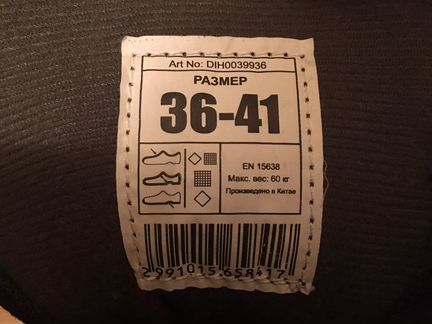 Art No: DIH0039936
РАЗМЕР
36-41
EN 15638
Макс. вес: 60 кг
Произведено в Китае
2991015658417